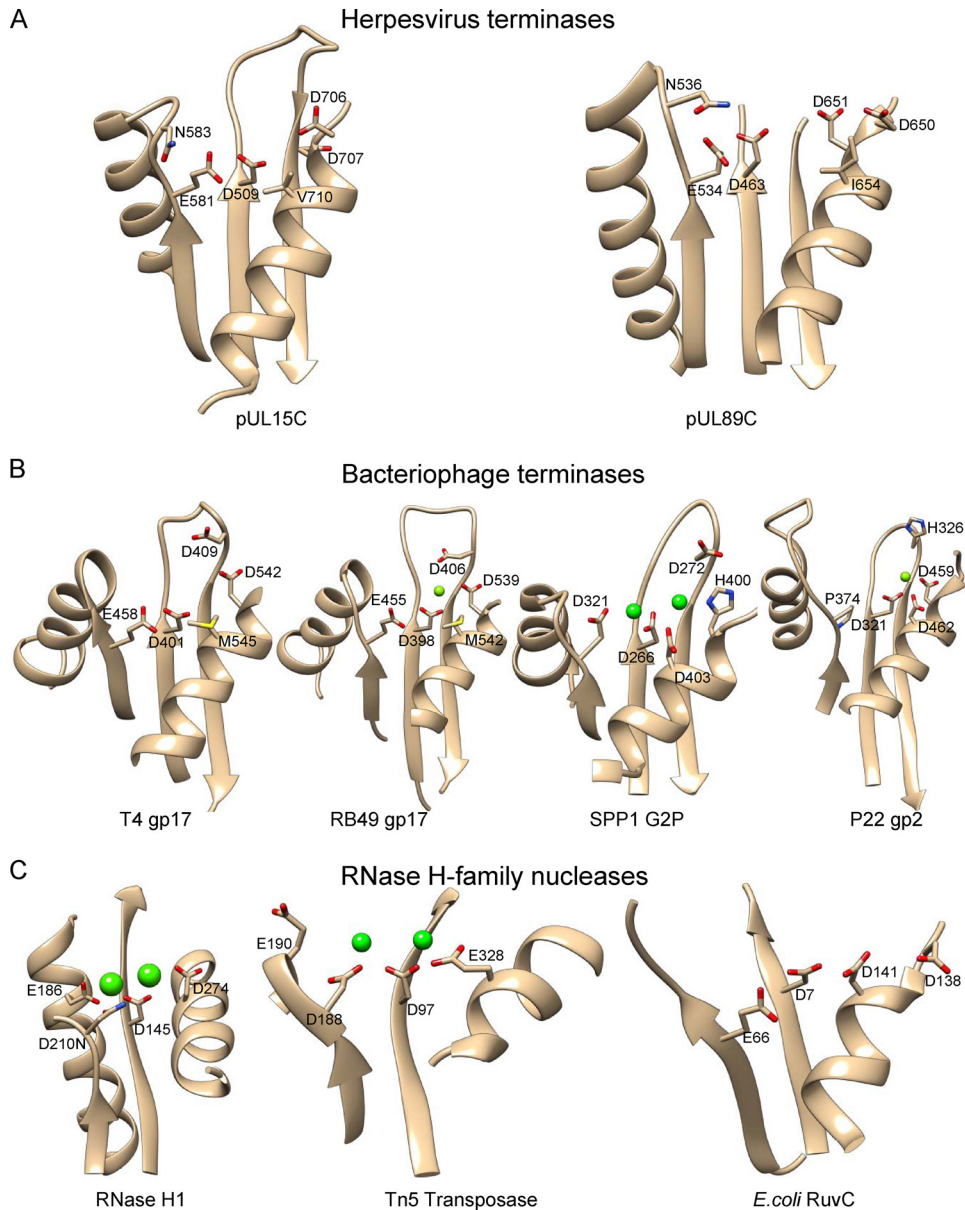 A
Herpesvirus terminases
N583
E581
D509
D706
D707
V710
pUL15C
N536
E534
D463
D651
D650
I654
pUL89C
B
Bacteriophage terminases
D409
D542
E458
D401
M545
T4 gp17
D406
D539
E455
D398
M542
RB49 gp17
D272
H400
D321
D266
D403
SPP1 G2P
H326
D459
P374
D321
D462
P22 gp2
C
RNase H-family nucleases
E186
D274
D145
D210N
RNase H1
E190
E328
D188
D97
Tn5 Transposase
D7
D141
D138
E66
E.coli RuvC